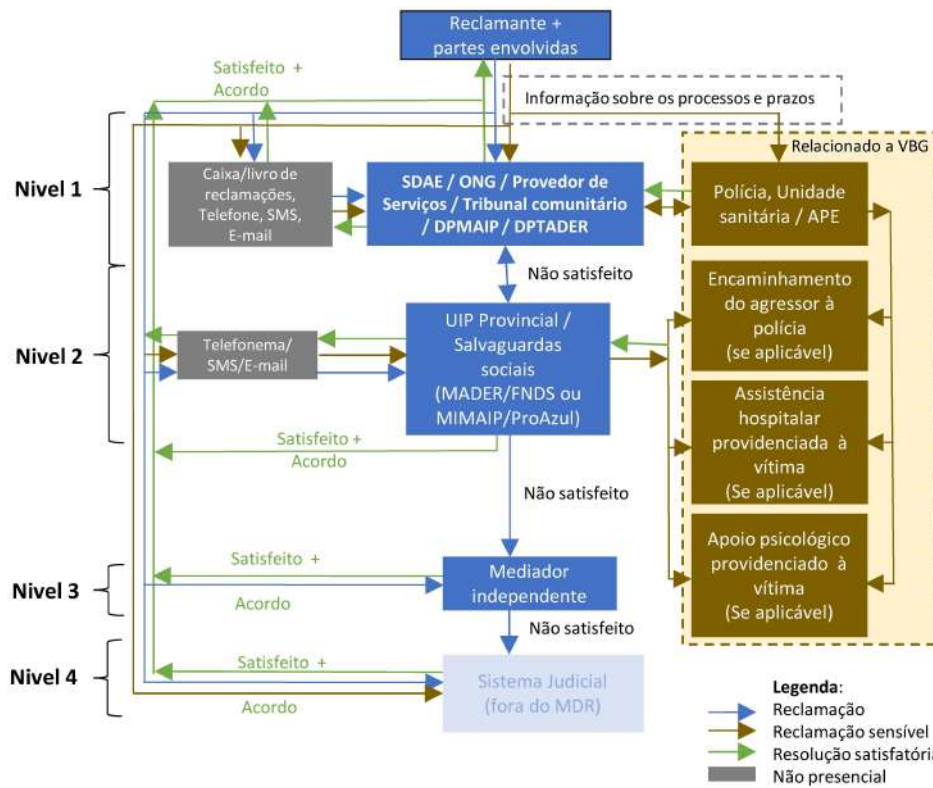 Reclamante +
partes envolvidas
Satisfeito +
Acordo
Informação sobre os processos e prazos
Relacionado a VBG
Nivel 1
Caixa/livro de
reclamações,
Telefone, SMS,
E-mail
SDAE / ONG / Provedor de
Serviços / Tribunal comunitário
/ DPMAIP / DPTADER
Polícia, Unidade
sanitária / APE
Não satisfeito
Nivel 2
Telefonema/
SMS/E-mail
UIP Provincial /
Salvaguardas
sociais
(MADER/FNDS ou
MIMAIP/ProAzul)
Encaminhamento
do agressor à
polícia
(se aplicável)
Assistência
hospitalar
providenciada à
vítima
(Se aplicável)
Satisfeito +
Acordo
Não satisfeito
Apoio psicológico
providenciado à
vítima
(Se aplicável)
Nivel 3
Satisfeito +
Acordo
Mediador
independente
Não satisfeito
Nivel 4
Satisfeito +
Acordo
Sistema Judicial
(fora do MDR)
Legenda:
Reclamação
Reclamação sensível
Resolução satisfatória
Não presencial